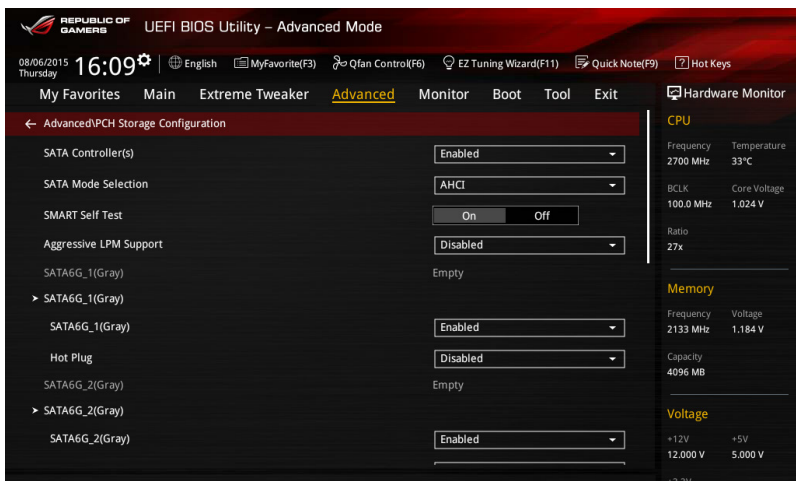 REPUBLIC OF
GAMERS
UEFI BIOS Utility – Advanced Mode
08/06/2015
Thursday
16:09
English
MyFavorite(F3)
Qfan Control(F6)
EZ Tuning Wizard(F11)
Quick Note(F9)
? Hot Keys
My Favorites Main Extreme Tweaker Advanced Monitor Boot Tool Exit
Advanced\PCH Storage Configuration
SATA Controller(s) Enabled
SATA Mode Selection AHCI
SMART Self Test On Off
Aggressive LPM Support Disabled
SATA6G_1(Gray) Empty
SATA6G_1(Gray)
SATA6G_1(Gray) Enabled
Hot Plug Disabled
SATA6G_2(Gray) Empty
SATA6G_2(Gray)
SATA6G_2(Gray) Enabled
Hardware Monitor
CPU
Frequency Temperature
2700 MHz 33°C
BCLK Core Voltage
100.0 MHz 1.024 V
Ratio
27x
Memory
Frequency Voltage
2133 MHz 1.184 V
Capacity
4096 MB
Voltage
+12V +5V
12.000 V 5.000 V